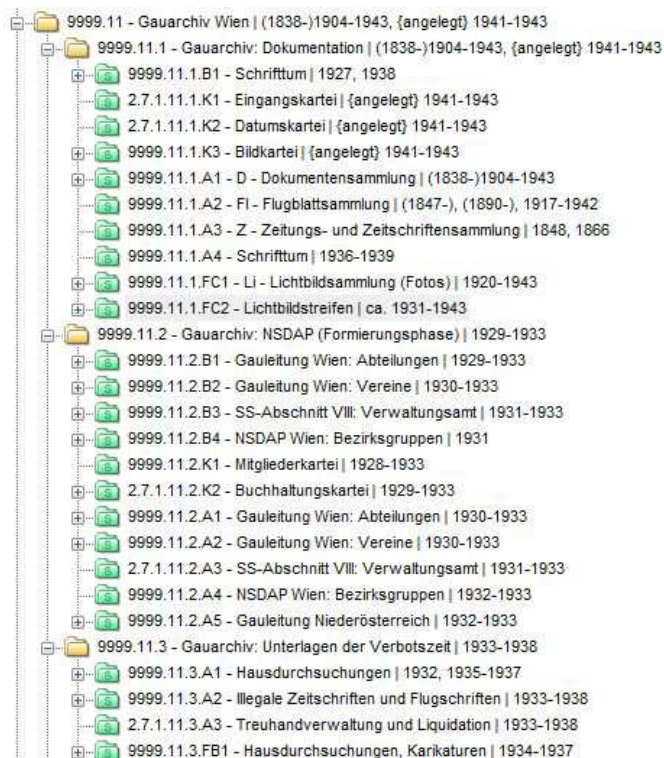 9999.11 - Gauarchiv Wien | (1838-)1904-1943, {angelegt} 1941-1943
9999.11.1 - Gauarchiv: Dokumentation | (1838-)1904-1943, {angelegt} 1941-1943
9999.11.1.B1 - Schrifttum | 1927, 1938
2.7.1.11.1.K1 - Eingangskartei | {angelegt} 1941-1943
2.7.1.11.1.K2 - Datumskartei | {angelegt} 1941-1943
9999.11.1.K3 - Bildkartei | {angelegt} 1941-1943
9999.11.1.A1 - D - Dokumentensammlung | (1838-)1904-1943
9999.11.1.A2 - Fl - Flugblattsammlung | (1847-), (1890-), 1917-1942
9999.11.1.A3 - Z - Zeitungs- und Zeitschriftensammlung | 1848, 1866
9999.11.1.A4 - Schrifttum | 1936-1939
9999.11.1.FC1 - Li - Lichtbildsammlung (Fotos) | 1920-1943
9999.11.1.FC2 - Lichtbildstreifen | ca. 1931-1943
9999.11.2 - Gauarchiv: NSDAP (Formierungsphase) | 1929-1933
9999.11.2.B1 - Gauleitung Wien: Abteilungen | 1929-1933
9999.11.2.B2 - Gauleitung Wien: Vereine | 1930-1933
9999.11.2.B3 - SS-Abschnitt VIII: Verwaltungsamt | 1931-1933
9999.11.2.B4 - NSDAP Wien: Bezirksgruppen | 1931
9999.11.2.K1 - Mitgliederkartei | 1928-1933
2.7.1.11.2.K2 - Buchhaltungskartei | 1929-1933
9999.11.2.A1 - Gauleitung Wien: Abteilungen | 1930-1933
9999.11.2.A2 - Gauleitung Wien: Vereine | 1930-1933
2.7.1.11.2.A3 - SS-Abschnitt VIII: Verwaltungsamt | 1931-1933
9999.11.2.A4 - NSDAP Wien: Bezirksgruppen | 1932-1933
9999.11.2.A5 - Gauleitung Niederösterreich | 1932-1933
9999.11.3 - Gauarchiv: Unterlagen der Verbotszeit | 1933-1938
9999.11.3.A1 - Hausdurchsuchungen | 1932, 1935-1937
9999.11.3.A2 - Illegale Zeitschriften und Flugschriften | 1933-1938
2.7.1.11.3.A3 - Treuhandverwaltung und Liquidation | 1933-1938
9999.11.3.FB1 - Hausdurchsuchungen, Karikaturen | 1934-1937